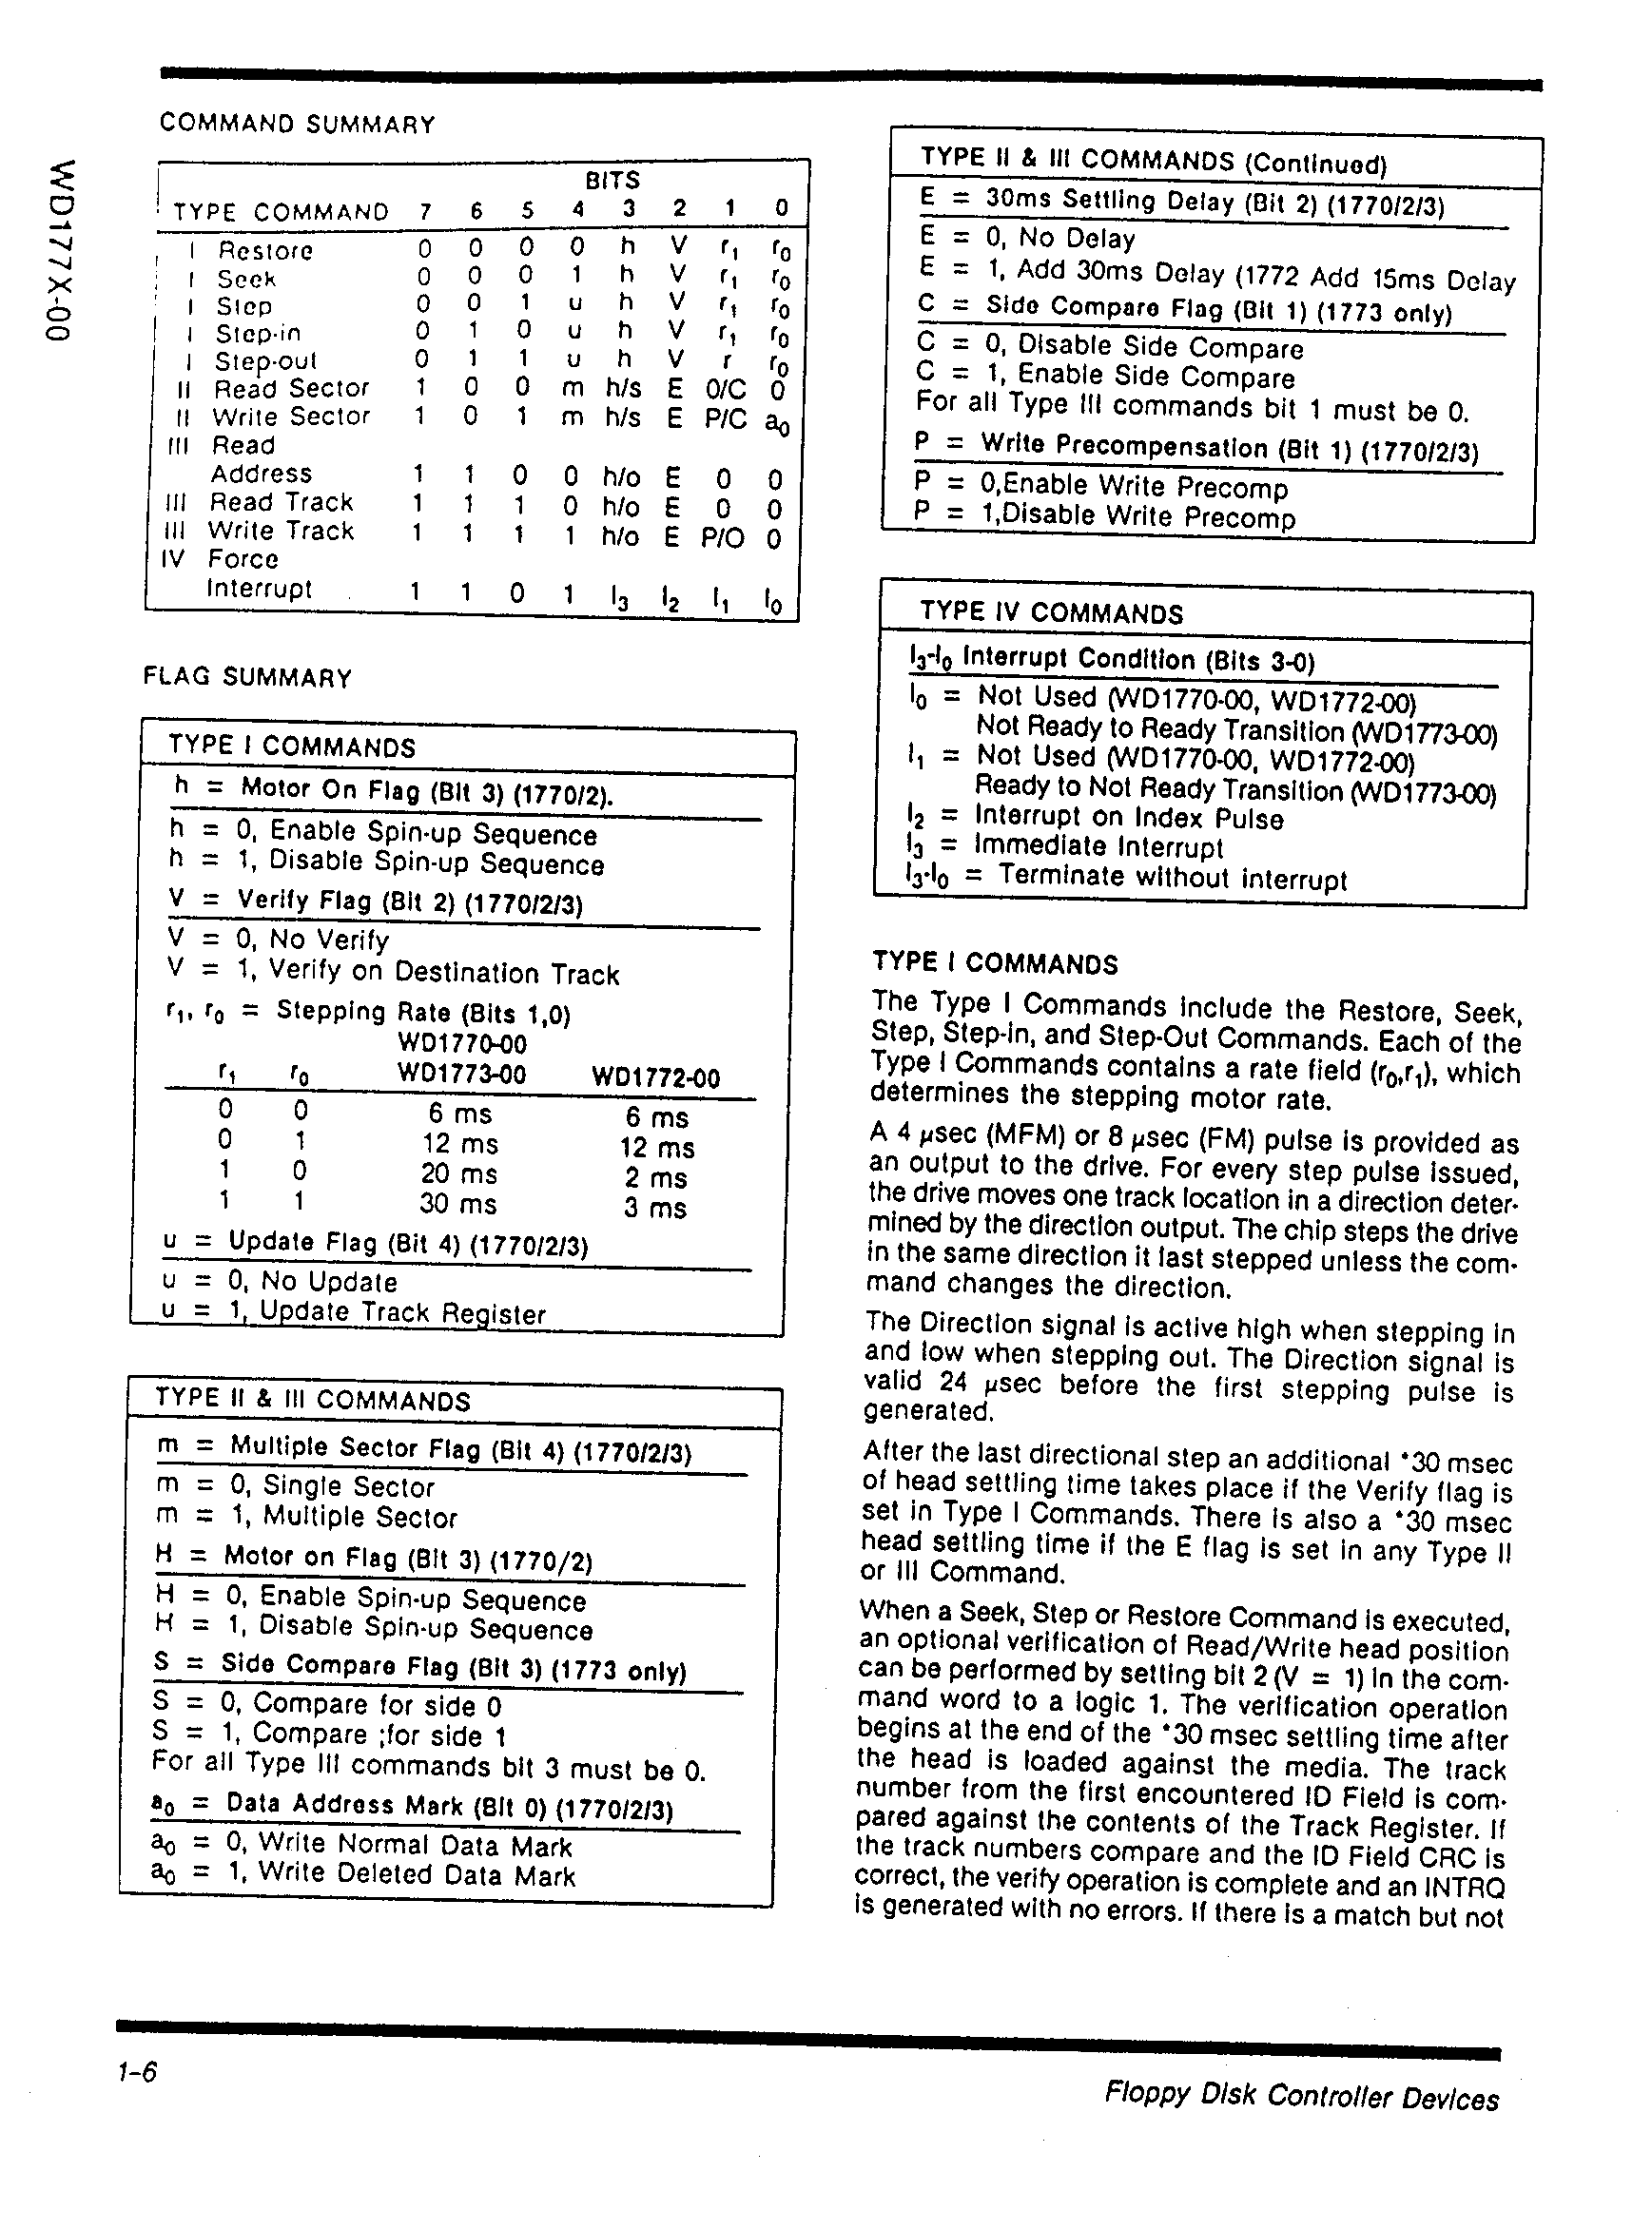 WD177X-00
COMMAND SUMMARY
BITS
TYPE COMMAND 7 6 5 4 3 2 1 0
I Restore 0 0 0 0 h V r1 r0
I Seek 0 0 0 1 h V r1 r0
I Step 0 0 1 u h V r1 r0
I Step-in 0 1 0 u h V r1 r0
I Step-out 0 1 1 u h V r r0
II Read Sector 1 0 0 m h/s E 0/C 0
II Write Sector 1 0 1 m h/s E P/C a0
III Read
Address 1 1 0 0 h/o E 0 0
III Read Track 1 1 1 0 h/o E 0 0
III Write Track 1 1 1 1 h/o E P/O 0
IV Force
Interrupt 1 1 0 1 I3 I2 I1 I0
FLAG SUMMARY
TYPE I COMMANDS
h = Motor On Flag (Bit 3) (1770/2).
h = 0, Enable Spin-up Sequence
h = 1, Disable Spin-up Sequence
V = Verify Flag (Bit 2) (1770/2/3)
V = 0, No Verify
V = 1, Verify on Destination Track
r1, r0 = Stepping Rate (Bits 1,0)
WD1770-00
r1 r0 WD1773-00 WD1772-00
0 0 6 ms 6 ms
0 1 12 ms 12 ms
1 0 20 ms 2 ms
1 1 30 ms 3 ms
u = Update Flag (Bit 4) (1770/2/3)
u = 0, No Update
u = 1, Update Track Register
TYPE II & III COMMANDS
m = Multiple Sector Flag (Bit 4) (1770/2/3)
m = 0, Single Sector
m = 1, Multiple Sector
H = Motor on Flag (Bit 3) (1770/2)
H = 0, Enable Spin-up Sequence
H = 1, Disable Spin-up Sequence
S = Side Compare Flag (Bit 3) (1773 only)
S = 0, Compare for side 0
S = 1, Compare ;for side 1
For all Type III commands bit 3 must be 0.
a0 = Data Address Mark (Bit 0) (1770/2/3)
a0 = 0, Write Normal Data Mark
a0 = 1, Write Deleted Data Mark
TYPE II & III COMMANDS (Continued)
E = 30ms Settling Delay (Bit 2) (1770/2/3)
E = 0, No Delay
E = 1, Add 30ms Delay (1772 Add 15ms Delay
C = Side Compare Flag (Bit 1) (1773 only)
C = 0, Disable Side Compare
C = 1, Enable Side Compare
For all Type III commands bit 1 must be 0.
P = Write Precompensation (Bit 1) (1770/2/3)
P = 0,Enable Write Precomp
P = 1,Disable Write Precomp
TYPE IV COMMANDS
I3-I0 Interrupt Condition (Bits 3-0)
I0 = Not Used (WD1770-00, WD1772-00)
Not Ready to Ready Transition (WD1773-00)
I1 = Not Used (WD1770-00, WD1772-00)
Ready to Not Ready Transition (WD1773-00)
I2 = Interrupt on Index Pulse
I3 = Immediate Interrupt
I3-I0 = Terminate without interrupt
TYPE I COMMANDS
The Type I Commands include the Restore, Seek,
Step, Step-In, and Step-Out Commands. Each of the
Type I Commands contains a rate field (r0,r1), which
determines the stepping motor rate.
A 4 µsec (MFM) or 8 µsec (FM) pulse is provided as
an output to the drive. For every step pulse issued,
the drive moves one track location in a direction deter-
mined by the direction output. The chip steps the drive
in the same direction it last stepped unless the com-
mand changes the direction.
The Direction signal is active high when stepping in
and low when stepping out. The Direction signal is
valid 24 µsec before the first stepping pulse is
generated.
After the last directional step an additional *30 msec
of head settling time takes place if the Verify flag is
set in Type I Commands. There is also a *30 msec
head settling time if the E flag is set in any Type II
or III Command.
When a Seek, Step or Restore Command is executed,
an optional verification of Read/Write head position
can be performed by setting bit 2 (V = 1) in the com-
mand word to a logic 1. The verification operation
begins at the end of the *30 msec settling time after
the head is loaded against the media. The track
number from the first encountered ID Field is com-
pared against the contents of the Track Register. If
the track numbers compare and the ID Field CRC is
correct, the verify operation is complete and an INTRQ
is generated with no errors. If there is a match but not
1-6
Floppy Disk Controller Devices